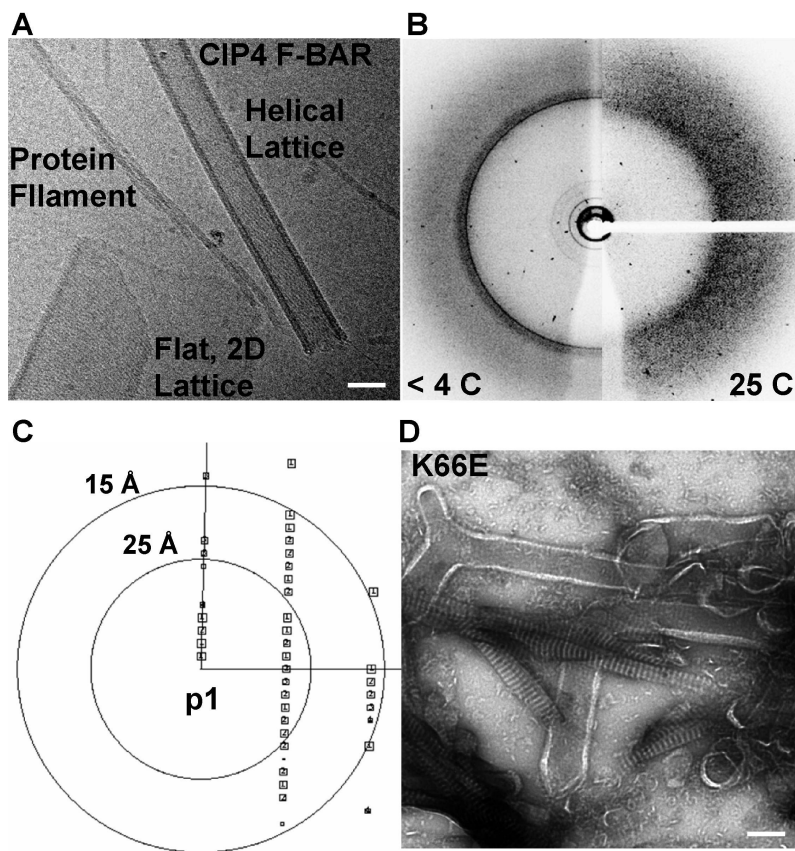 A
CIP4 F-BAR
Helical
Lattice
Protein
FIlament
Flat, 2D
Lattice
B
< 4 C
25 C
C
15 Å
25 Å
p1
D
K66E